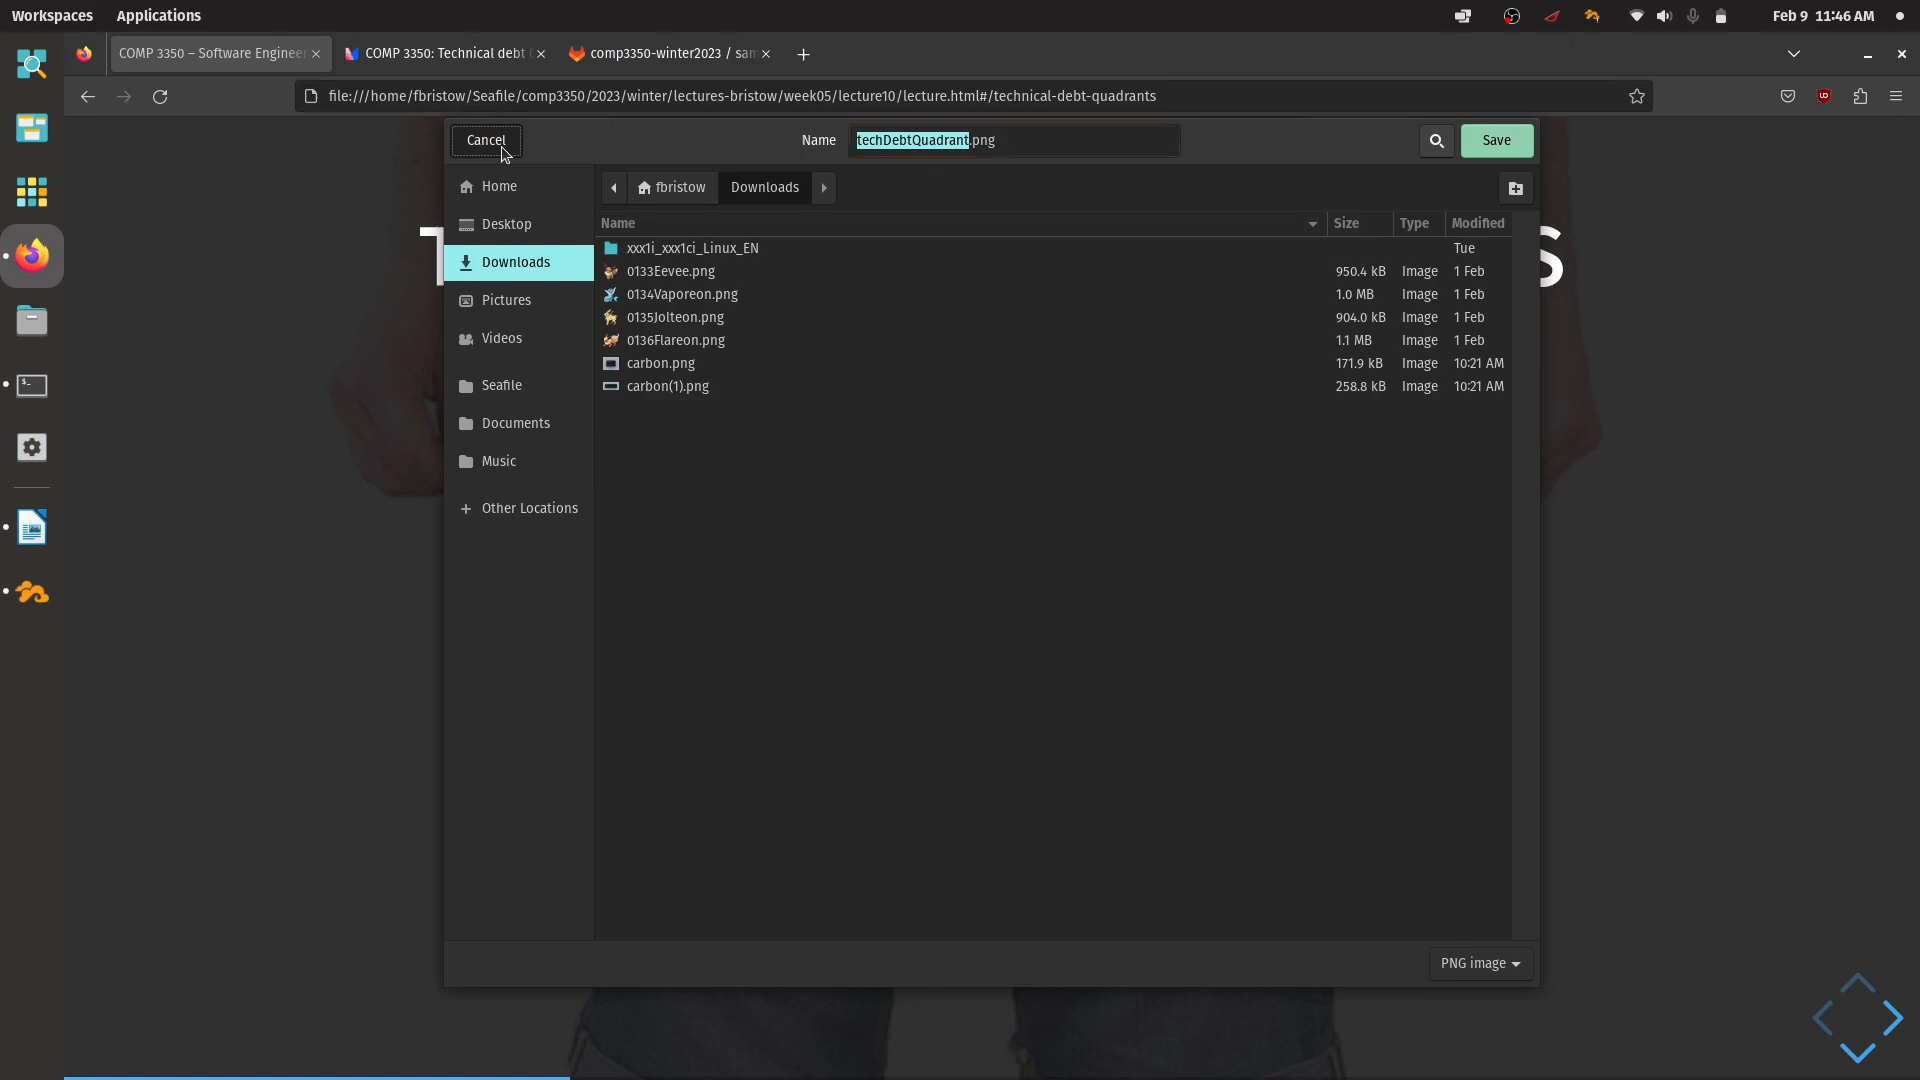 Workspaces Applications Feb 9 11:46 AM
COMP 3350 – Software Engineer COMP 3350: Technical debt comp3350-winter2023 / sam
file:///home/fbristow/Seafile/comp3350/2023/winter/lectures-bristow/week05/lecture10/lecture.html#/technical-debt-quadrants
Cancel Name techDebtQuadrant.png Save
Home fbristow Downloads
Name Size Type Modified
Desktop
Downloads
Pictures
Videos
Seafile
Documents
Music
Other Locations
xxx1i_xxx1ci_Linux_EN Tue
0133Eevee.png 950.4 kB Image 1 Feb
0134Vaporeon.png 1.0 MB Image 1 Feb
0135Jolteon.png 904.0 kB Image 1 Feb
0136Flareon.png 1.1 MB Image 1 Feb
carbon.png 171.9 kB Image 10:21 AM
carbon(1).png 258.8 kB Image 10:21 AM
T S
PNG image